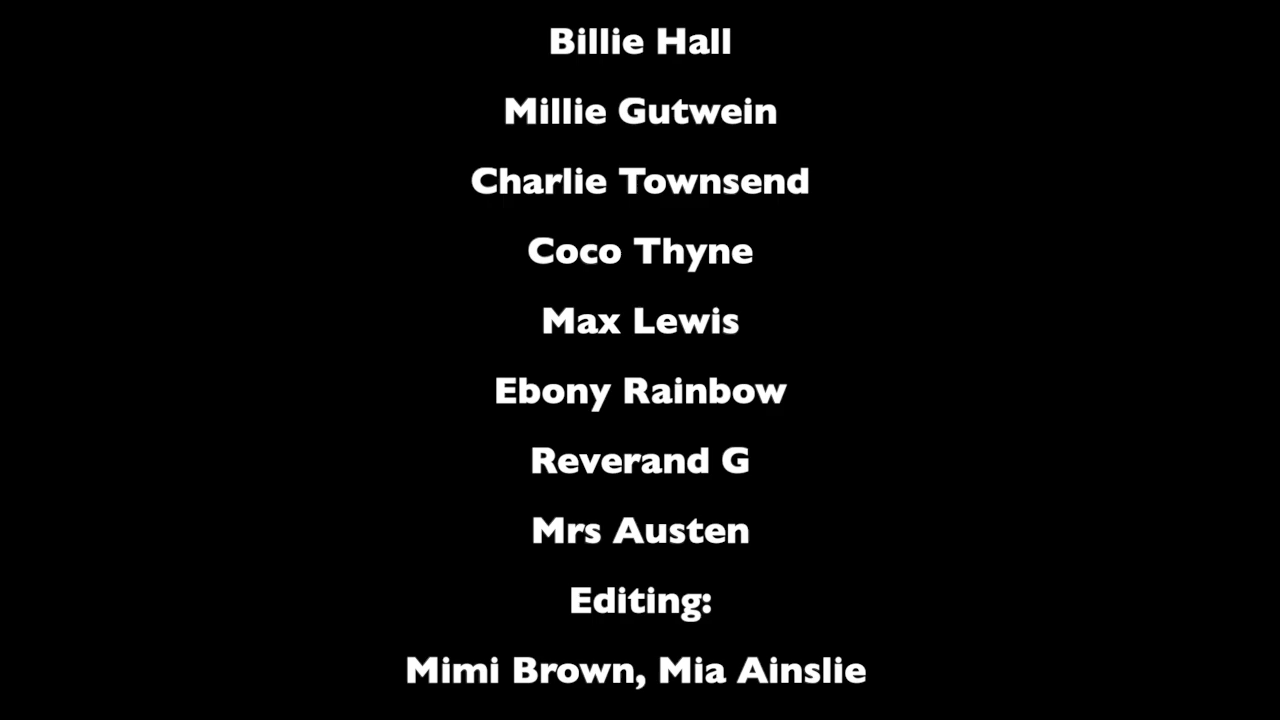 Billie Hall
Millie Gutwein
Charlie Townsend
Coco Thyne
Max Lewis
Ebony Rainbow
Reverand G
Mrs Austen
Editing:
Mimi Brown, Mia Ainslie